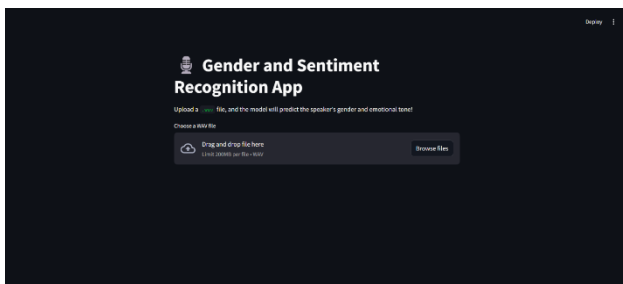 Deploy
Gender and Sentiment
Recognition App
Upload a .wav file, and the model will predict the speaker's gender and emotional tone!
Choose a WAV file
Drag and drop file here
Limit 200MB per file • WAV
Browse files